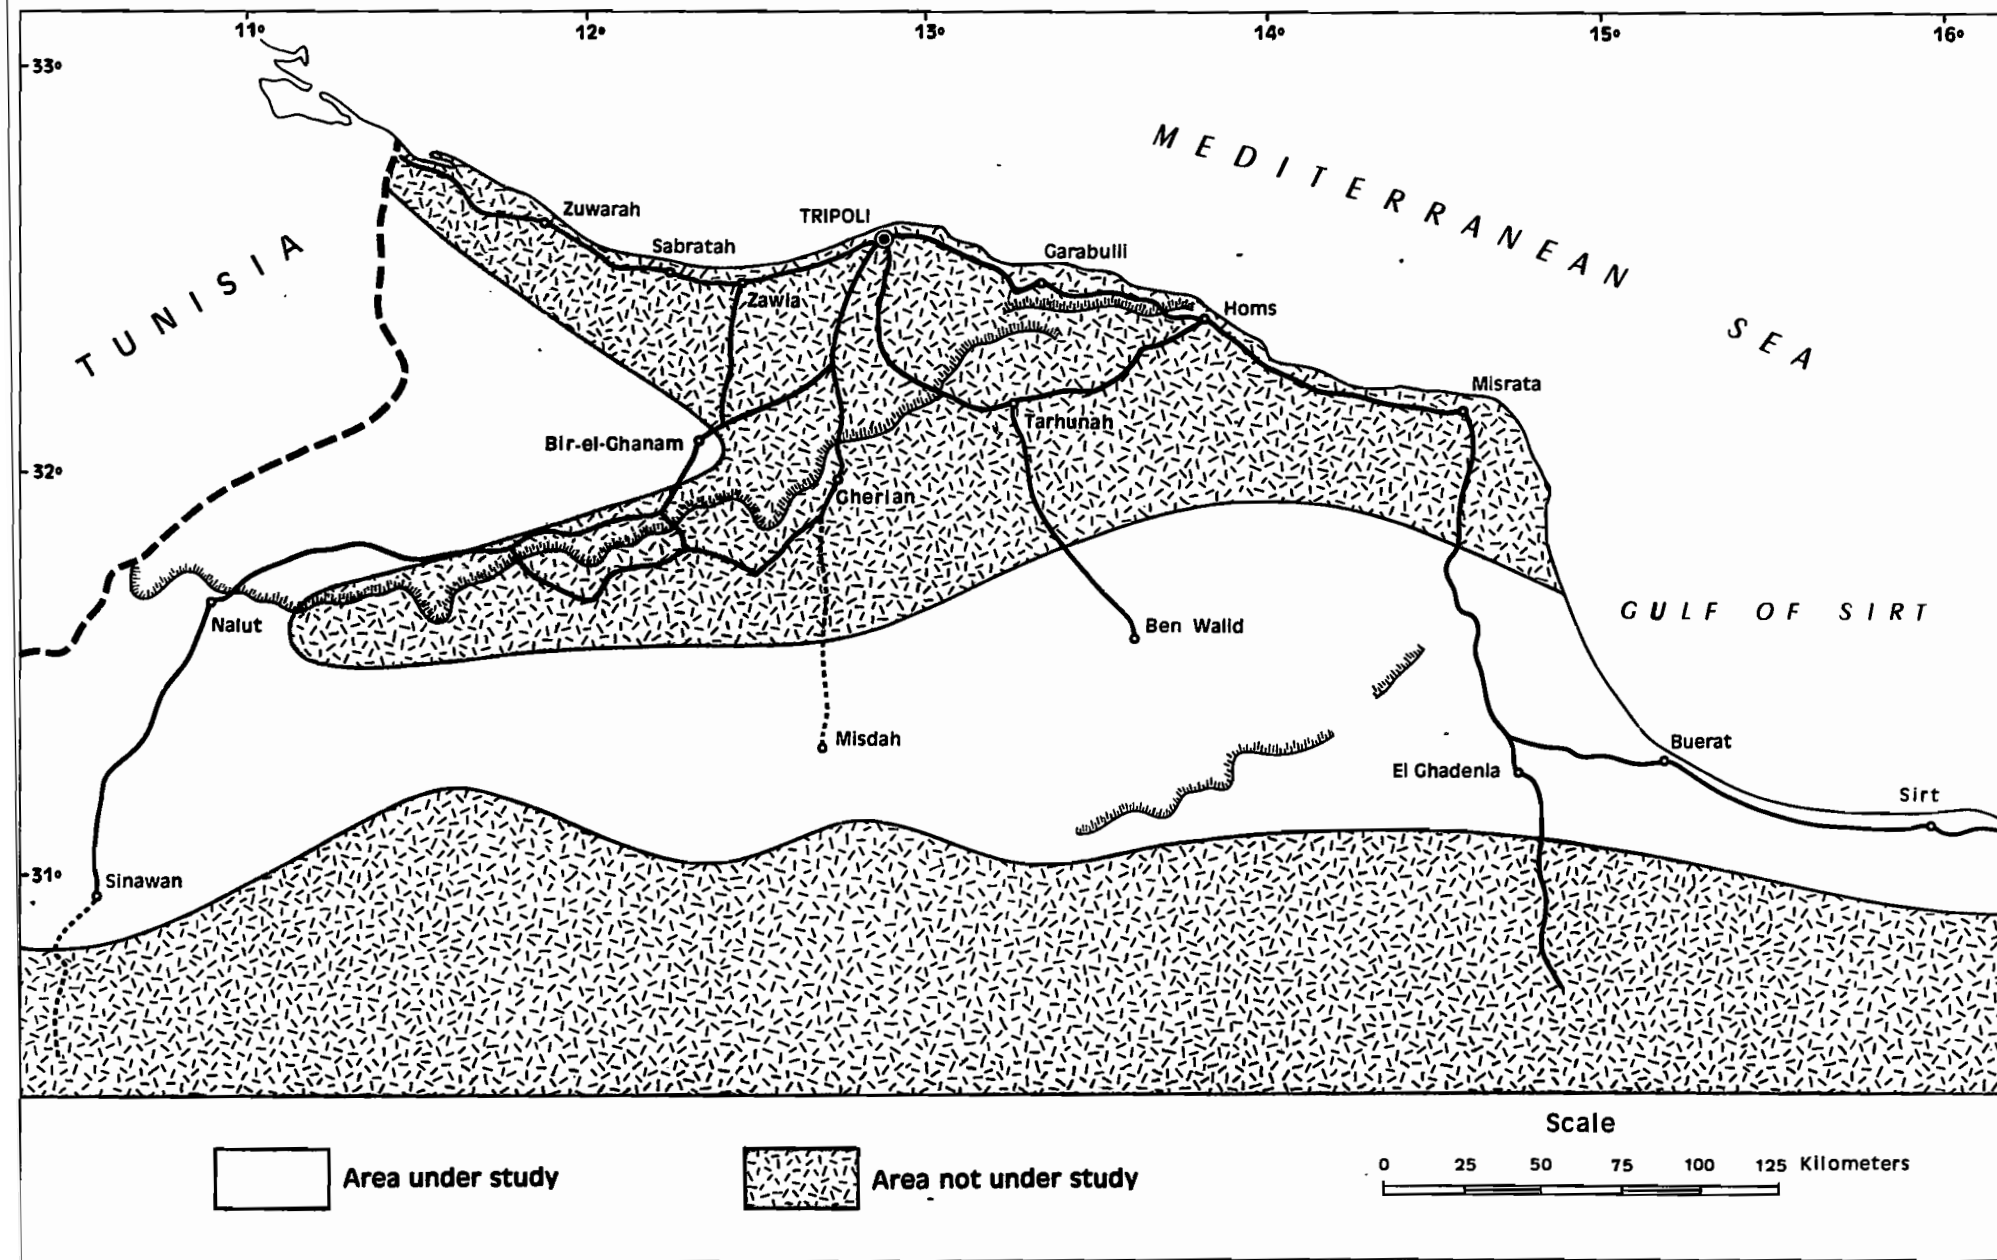 11° 12° 13° 14° 15° 16°
33°
MEDITERRANEAN SEA
TUNISIA
Zuwarah
TRIPOLI
Sabratah
Garabulli
Zawia
Homs
Misrata
Tarhunah
Bir-el-Ghanam
32°
Gherian
Nalut
Ben Walid
GULF OF SIRT
Misdah
Buerat
El Ghadenia
Sirt
31°
Sinawan
Scale
Area under study
Area not under study
0 25 50 75 100 125 Kilometers